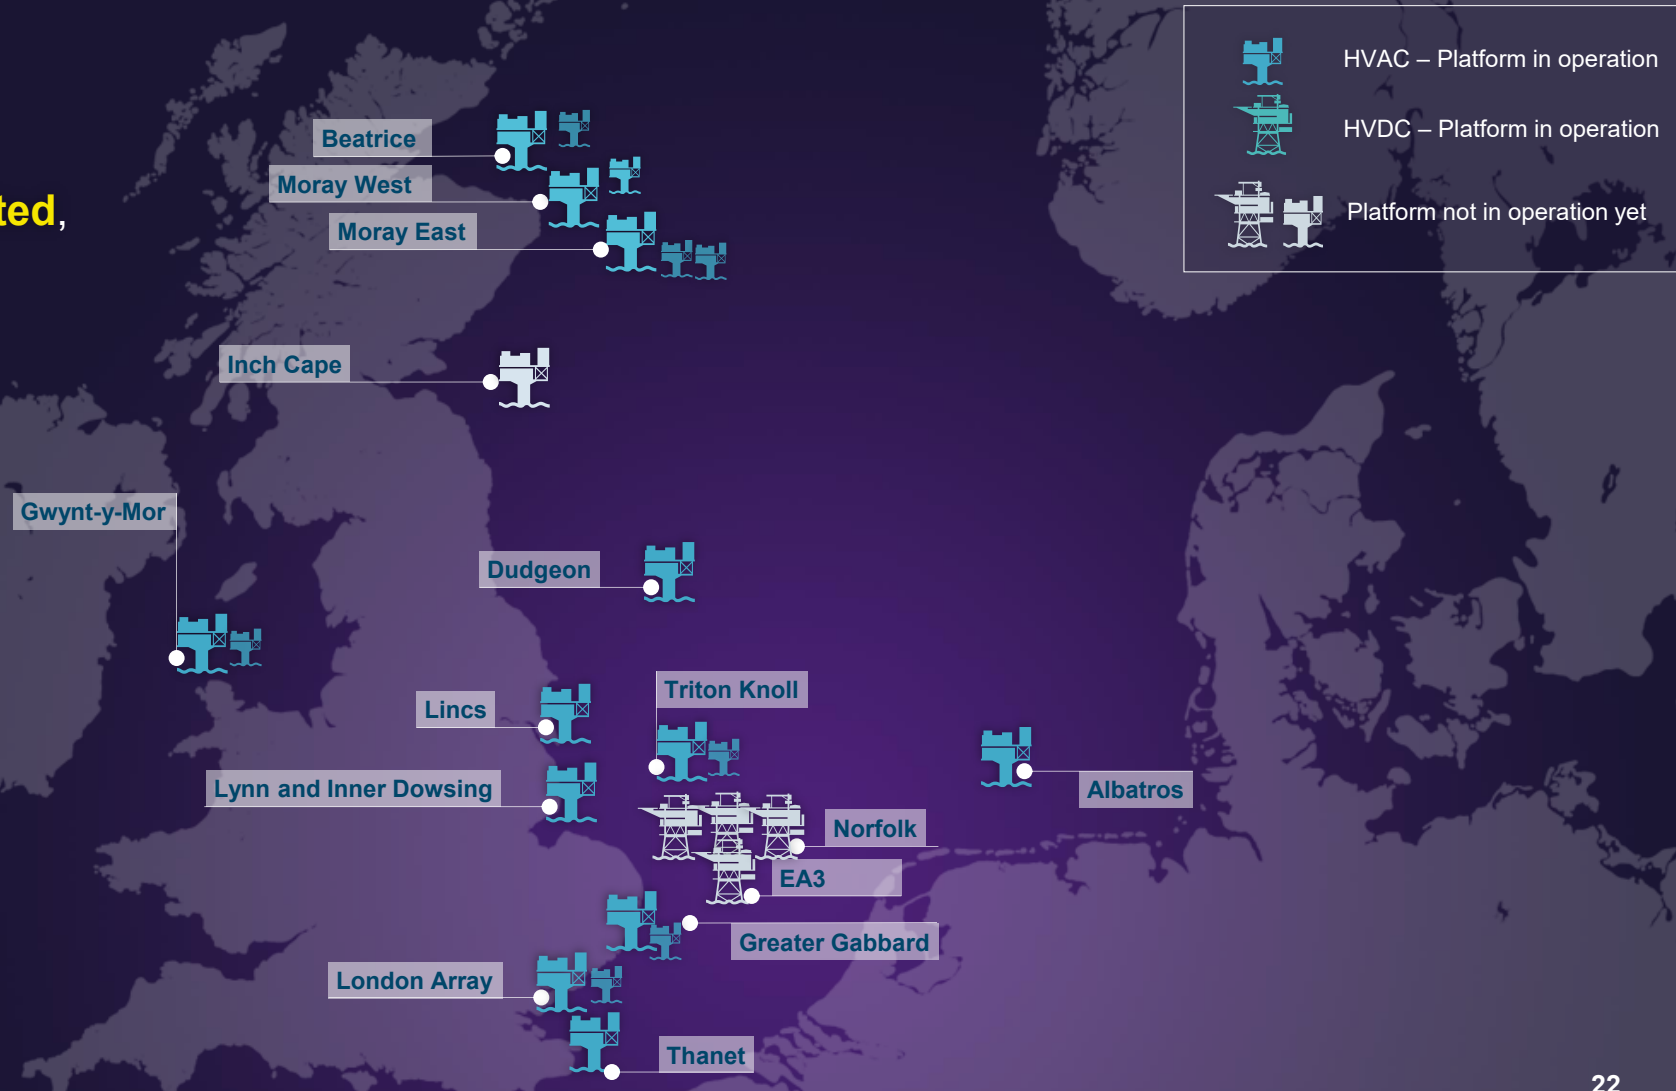 ted,
HVAC – Platform in operation
HVDC – Platform in operation
Platform not in operation yet
Beatrice
Moray West
Moray East
Inch Cape
Gwynt-y-Mor
Dudgeon
Triton Knoll
Lincs
Lynn and Inner Dowsing
Albatros
Norfolk
EA3
Greater Gabbard
London Array
Thanet
22